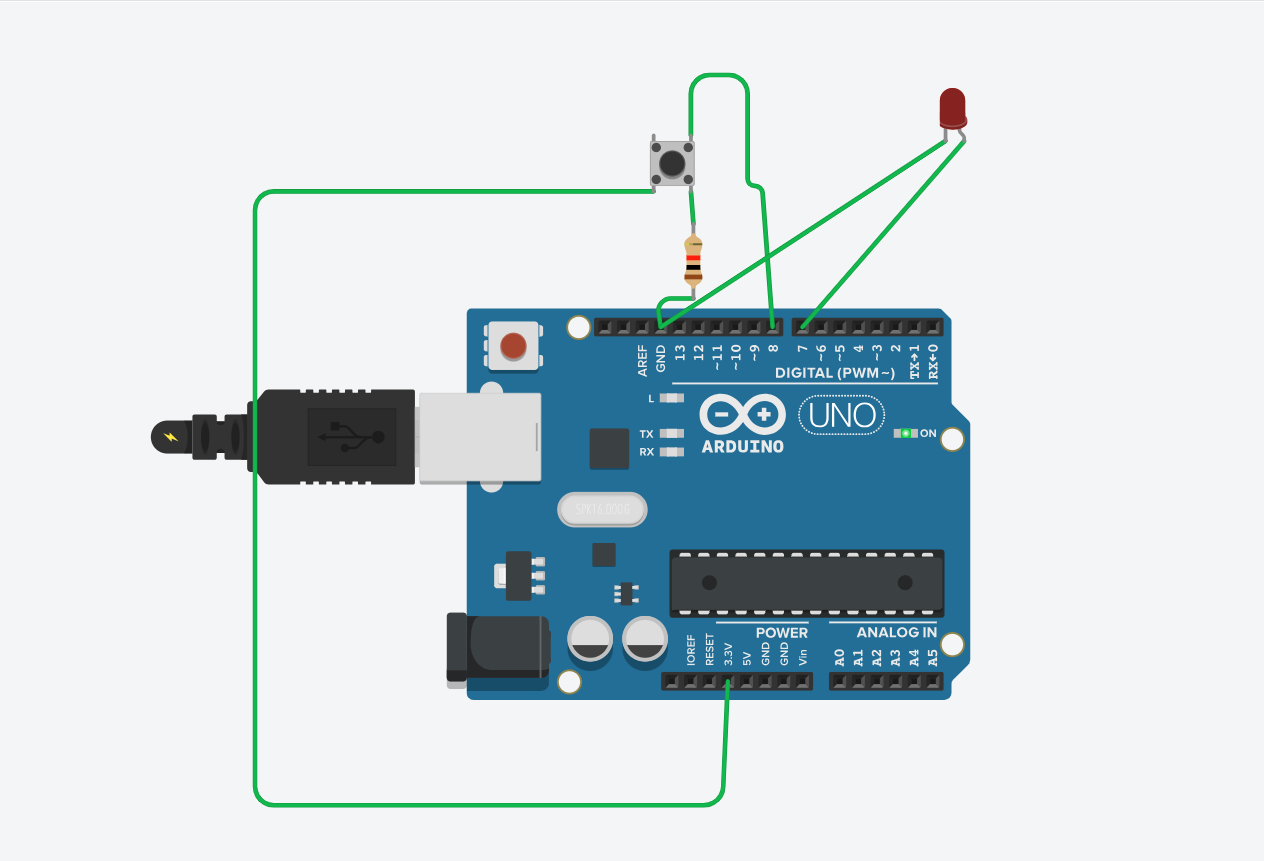 AREF
GND
13
12
~11
~10
~9
8
7
~6
~5
4
~3
2
TX→1
RX←0
DIGITAL (PWM~)
L
TX
RX
ARDUINO
UNO
ON
SPK16.000G
POWER
ANALOG IN
IOREF
RESET
3.3V
5V
GND
GND
Vin
A0
A1
A2
A3
A4
A5